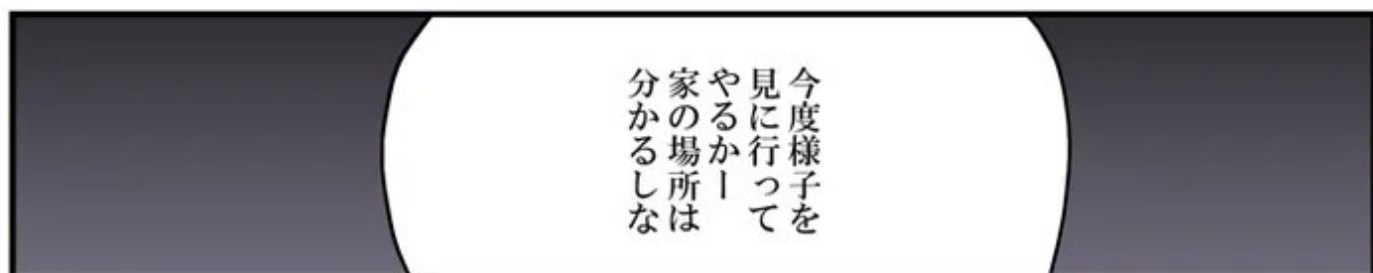 今度様子を
見に行って
やるかー
家の場所は
分かるしな